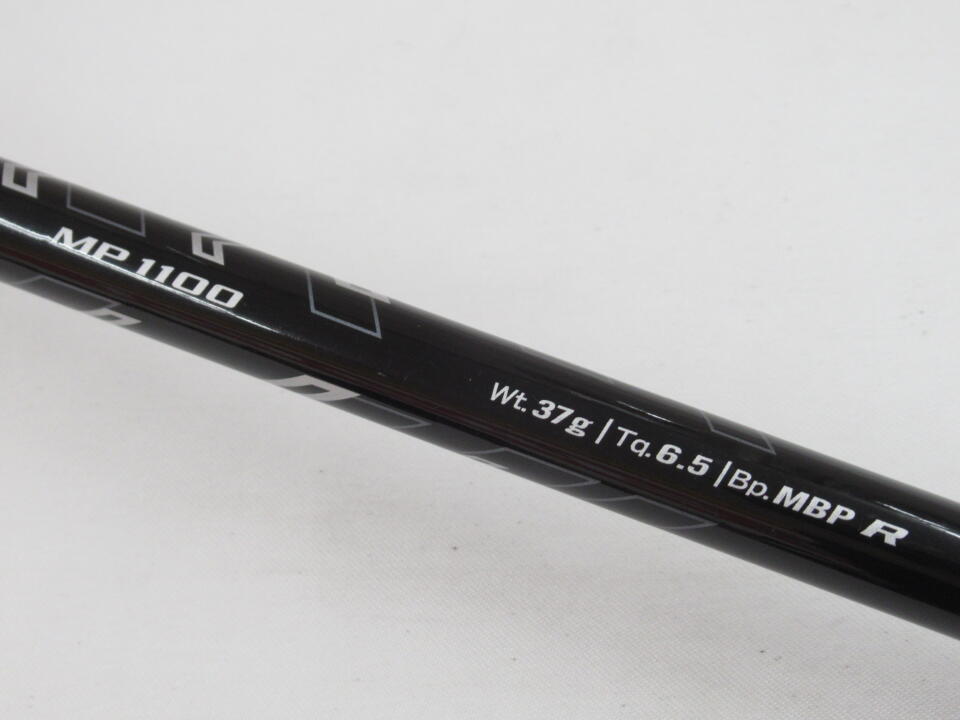 MP 1100
Wt. 37g | Tq. 6.5 | Bp. MBP R